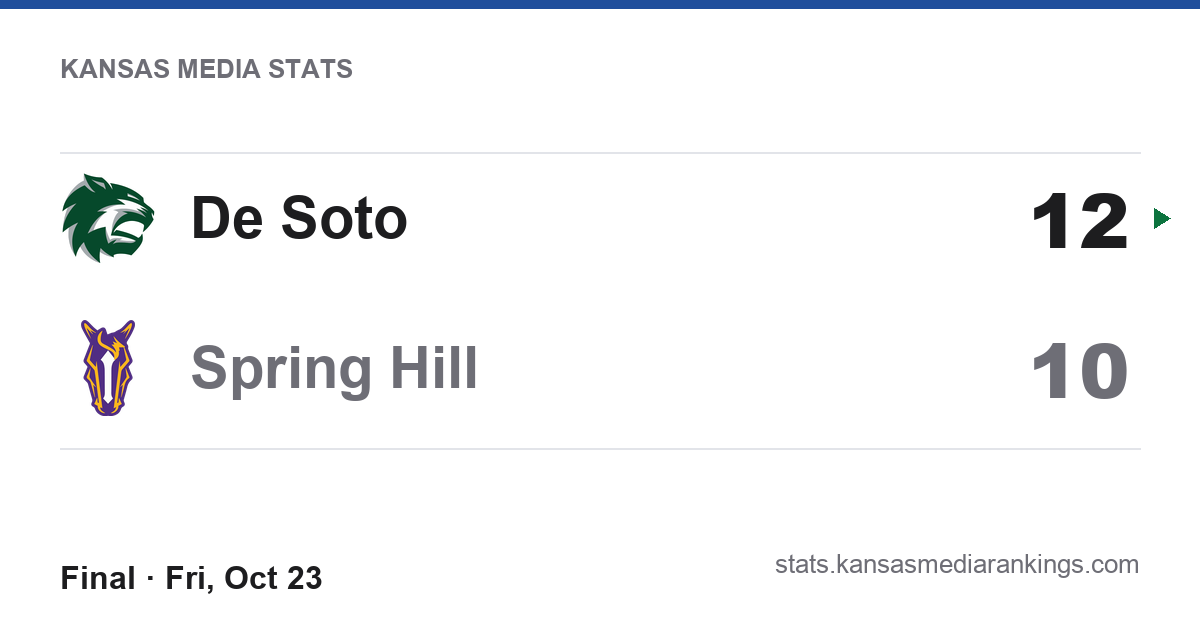 KANSAS MEDIA STATS
De Soto 12
Spring Hill 10
Final · Fri, Oct 23
stats.kansasmediarankings.com